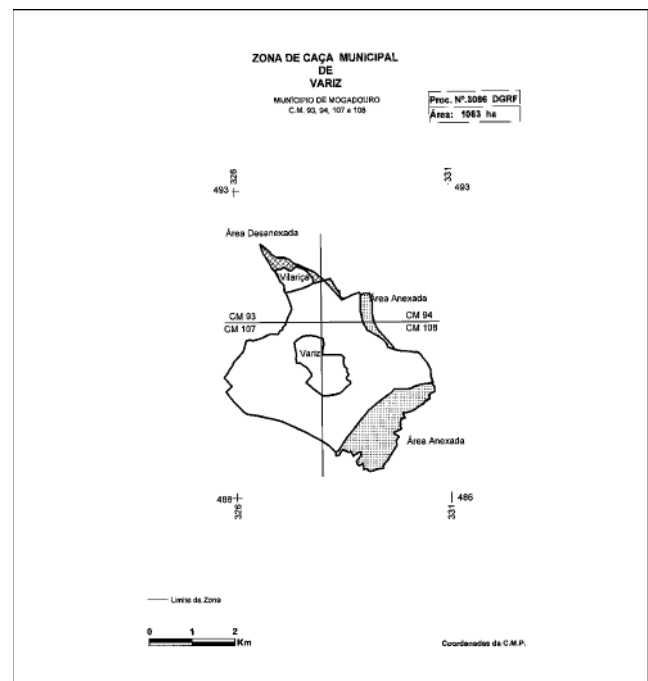 ZONA DE CAÇA MUNICIPAL
DE
VARIZ
MUNÍCIPIO DE MOGADOURO
C.M. 93, 94, 107 e 108
Proc. Nº.3086 DGRF
Área: 1063 ha
326
331
493
493
Área Desanexada
Vilariça
Área Anexada
CM 93
CM 94
CM 107
CM 108
Variz
Área Anexada
486
486
326
331
Limite da Zona
0 1 2
Km
Coordenadas da C.M.P.